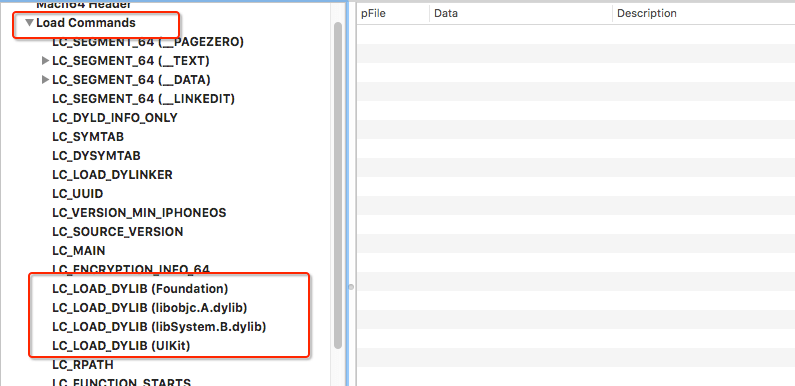 Mach64 Header
Load Commands
LC_SEGMENT_64 (__PAGEZERO)
LC_SEGMENT_64 (__TEXT)
LC_SEGMENT_64 (__DATA)
LC_SEGMENT_64 (__LINKEDIT)
LC_DYLD_INFO_ONLY
LC_SYMTAB
LC_DYSYMTAB
LC_LOAD_DYLINKER
LC_UUID
LC_VERSION_MIN_IPHONEOS
LC_SOURCE_VERSION
LC_MAIN
LC_ENCRYPTION_INFO_64
LC_LOAD_DYLIB (Foundation)
LC_LOAD_DYLIB (libobjc.A.dylib)
LC_LOAD_DYLIB (libSystem.B.dylib)
LC_LOAD_DYLIB (UIKit)
LC_RPATH
LC_FUNCTION_STARTS
pFile Data Description